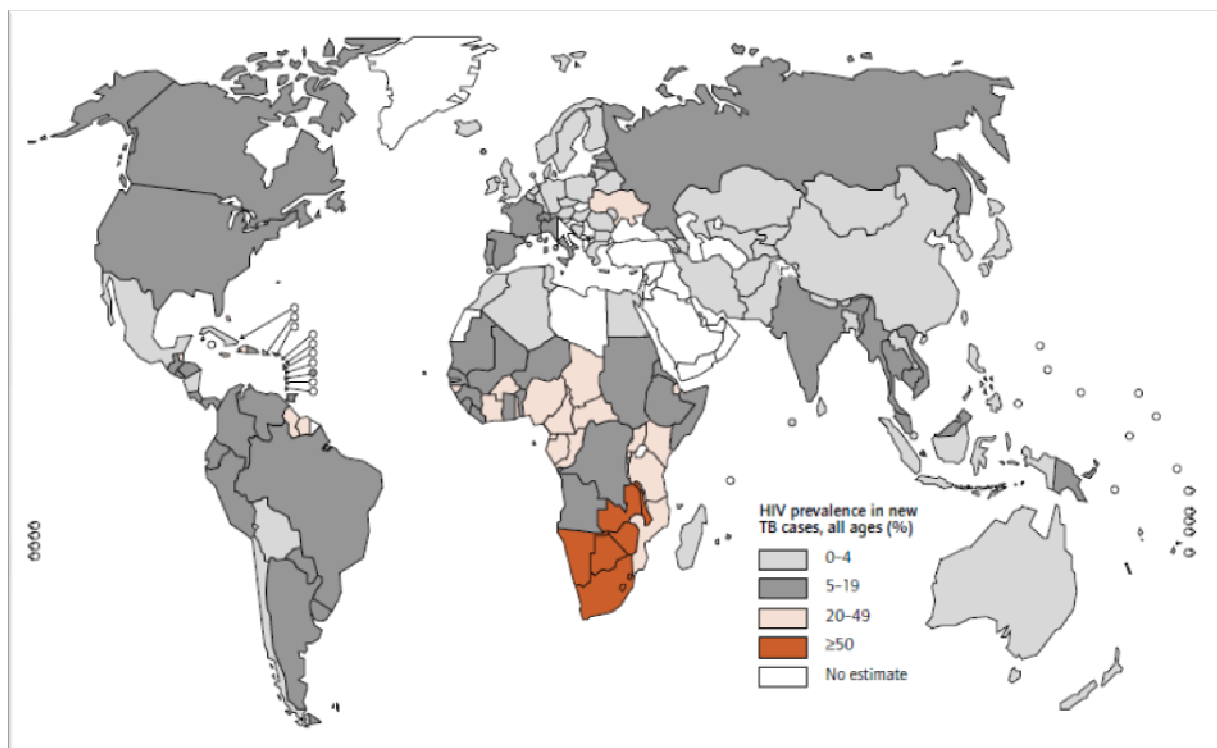 HIV prevalence in new
TB cases, all ages (%)
0–4
5–19
20–49
≥50
No estimate